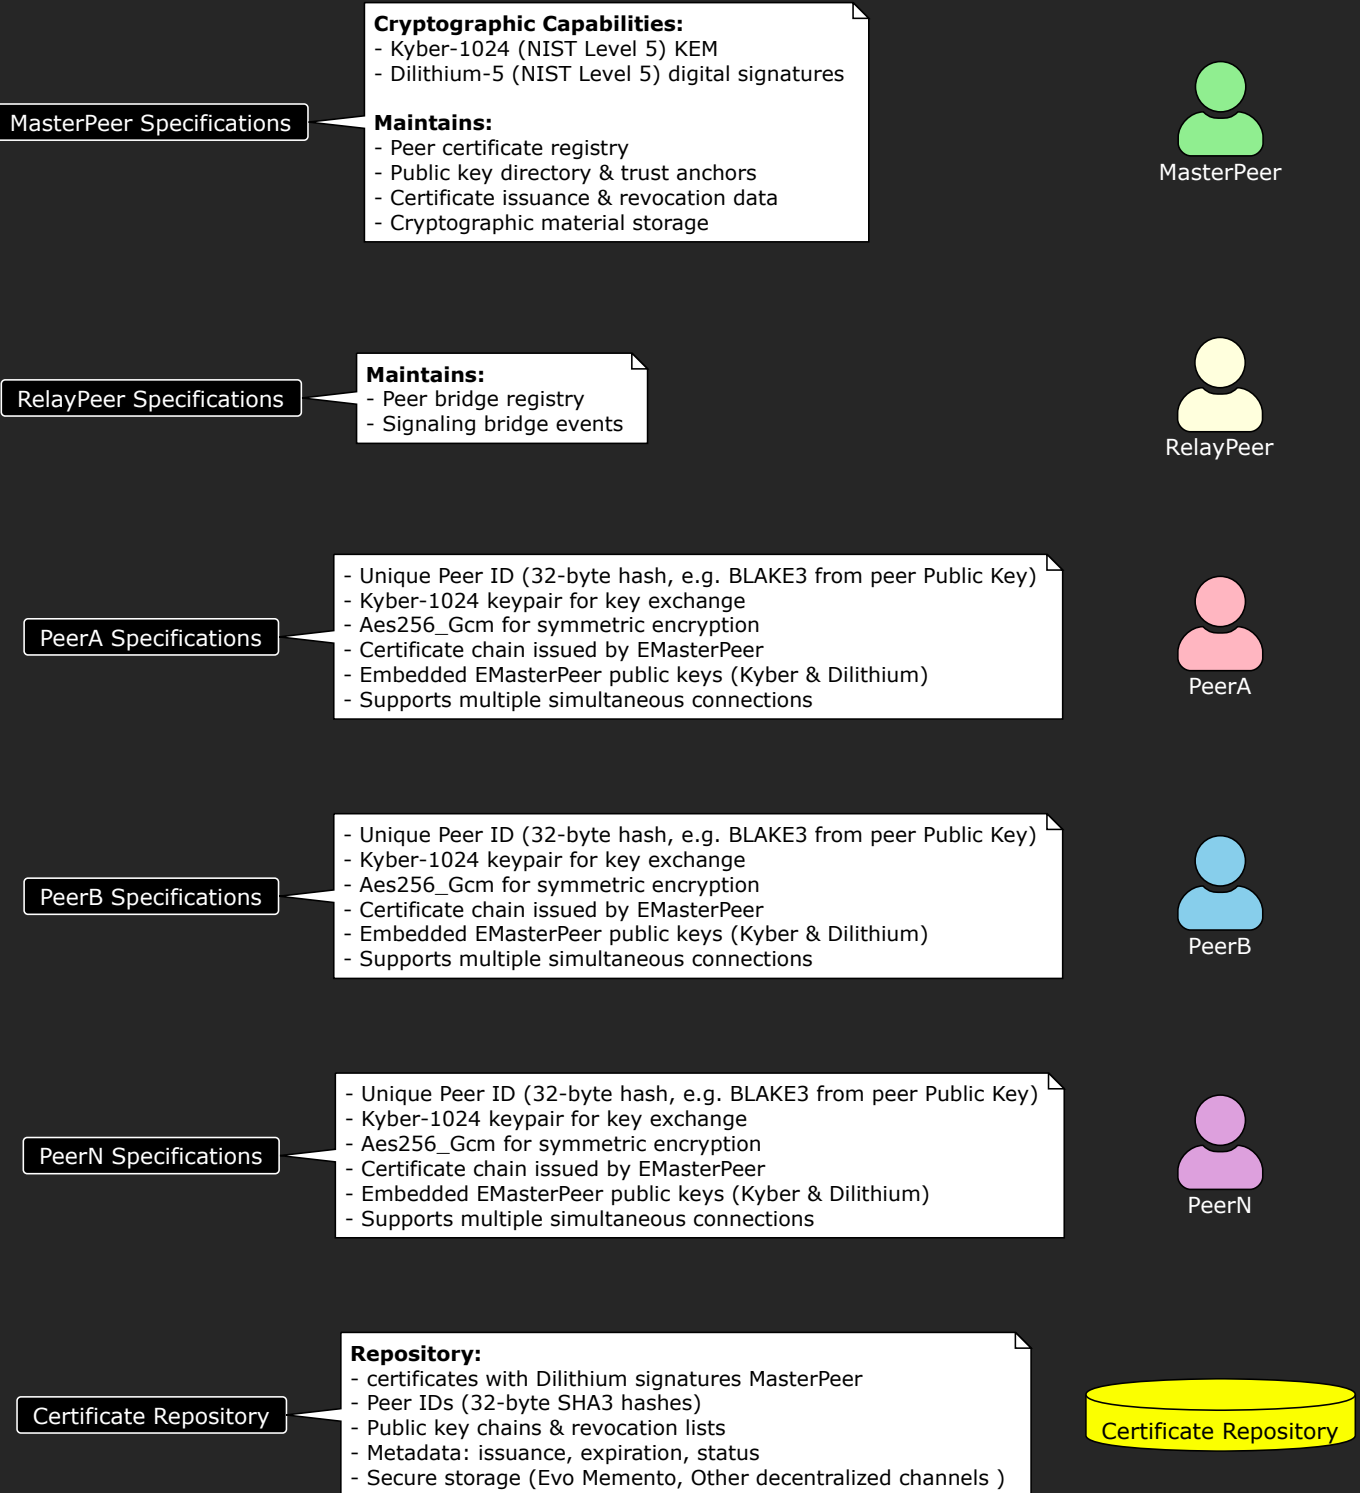 Cryptographic Capabilities:
- Kyber-1024 (NIST Level 5) KEM
- Dilithium-5 (NIST Level 5) digital signatures
MasterPeer Specifications
Maintains:
- Peer certificate registry
- Public key directory & trust anchors
- Certificate issuance & revocation data
- Cryptographic material storage
MasterPeer
RelayPeer Specifications
Maintains:
- Peer bridge registry
- Signaling bridge events
RelayPeer
PeerA Specifications
- Unique Peer ID (32-byte hash, e.g. BLAKE3 from peer Public Key)
- Kyber-1024 keypair for key exchange
- Aes256_Gcm for symmetric encryption
- Certificate chain issued by EMasterPeer
- Embedded EMasterPeer public keys (Kyber & Dilithium)
- Supports multiple simultaneous connections
PeerA
PeerB Specifications
- Unique Peer ID (32-byte hash, e.g. BLAKE3 from peer Public Key)
- Kyber-1024 keypair for key exchange
- Aes256_Gcm for symmetric encryption
- Certificate chain issued by EMasterPeer
- Embedded EMasterPeer public keys (Kyber & Dilithium)
- Supports multiple simultaneous connections
PeerB
PeerN Specifications
- Unique Peer ID (32-byte hash, e.g. BLAKE3 from peer Public Key)
- Kyber-1024 keypair for key exchange
- Aes256_Gcm for symmetric encryption
- Certificate chain issued by EMasterPeer
- Embedded EMasterPeer public keys (Kyber & Dilithium)
- Supports multiple simultaneous connections
PeerN
Certificate Repository
Repository:
- certificates with Dilithium signatures MasterPeer
- Peer IDs (32-byte SHA3 hashes)
- Public key chains & revocation lists
- Metadata: issuance, expiration, status
- Secure storage (Evo Memento, Other decentralized channels )
Certificate Repository